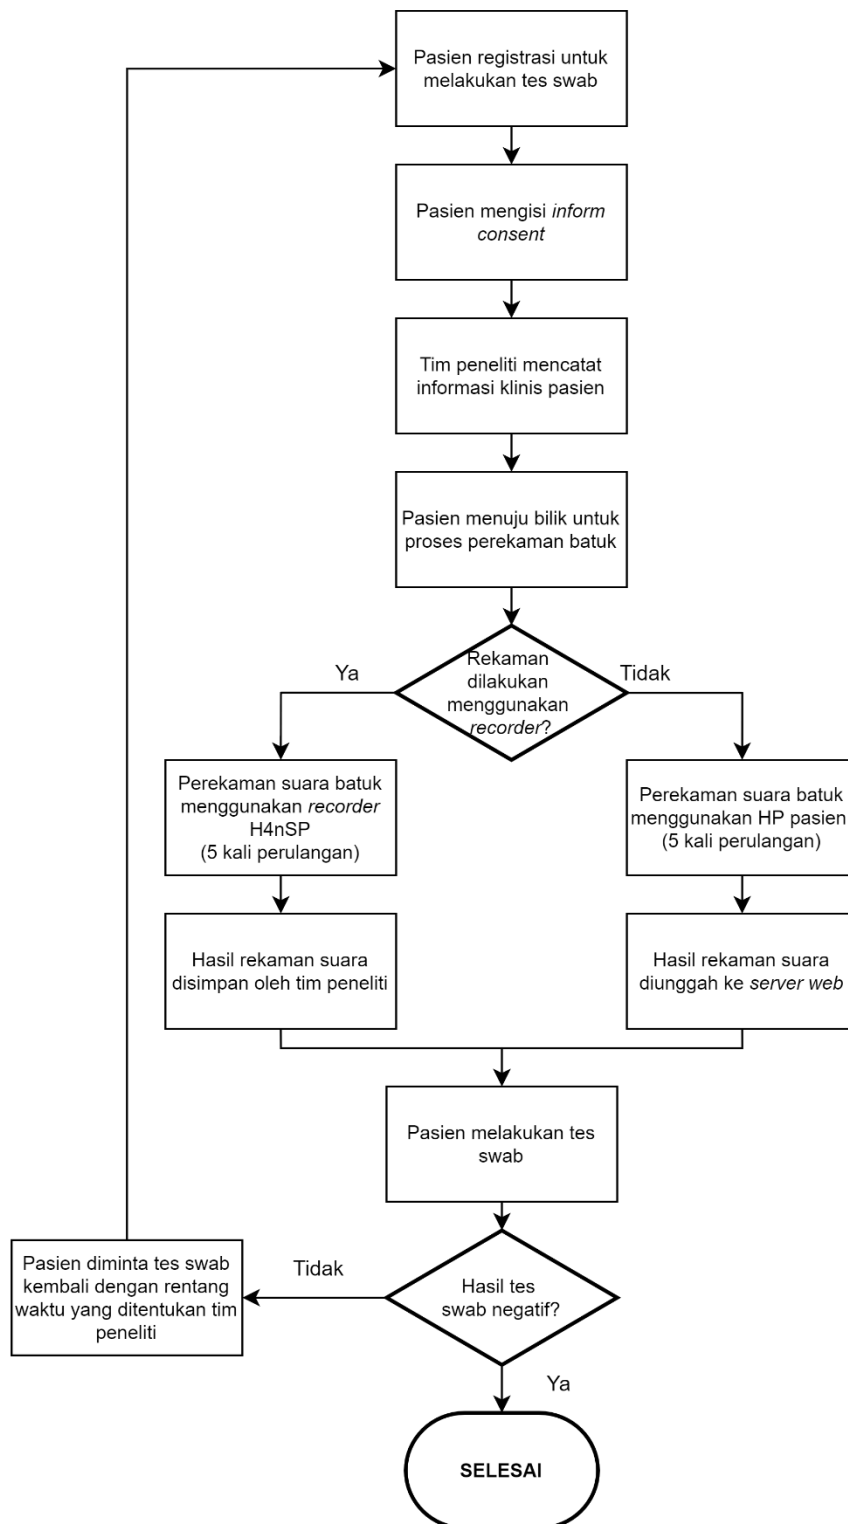 Pasien registrasi untuk
melakukan tes swab
Pasien mengisi inform
consent
Tim peneliti mencatat
informasi klinis pasien
Pasien menuju bilik untuk
proses perekaman batuk
Rekaman
dilakukan
menggunakan
recorder?
Ya
Tidak
Perekaman suara batuk
menggunakan recorder
H4nSP
(5 kali perulangan)
Perekaman suara batuk
menggunakan HP pasien
(5 kali perulangan)
Hasil rekaman suara
disimpan oleh tim peneliti
Hasil rekaman suara
diunggah ke server web
Pasien melakukan tes
swab
Hasil tes
swab negatif?
Tidak
Pasien diminta tes swab
kembali dengan rentang
waktu yang ditentukan tim
peneliti
Ya
SELESAI